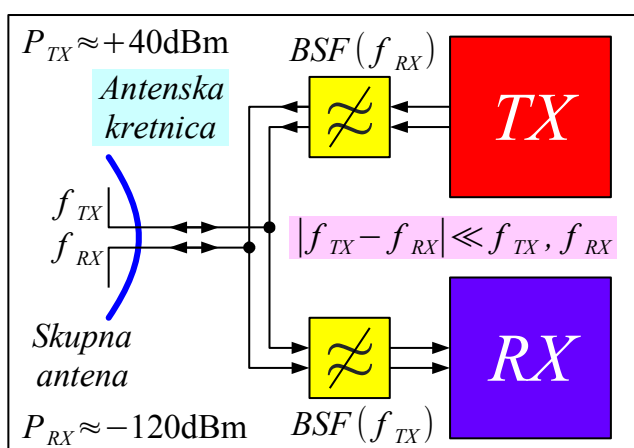 P_TX≈+40dBm
BSF(f_RX)
Antenska
kretnica
TX
f_TX
f_RX
|f_TX−f_RX|≪f_TX, f_RX
Skupna
antena
RX
P_RX≈−120dBm
BSF(f_TX)